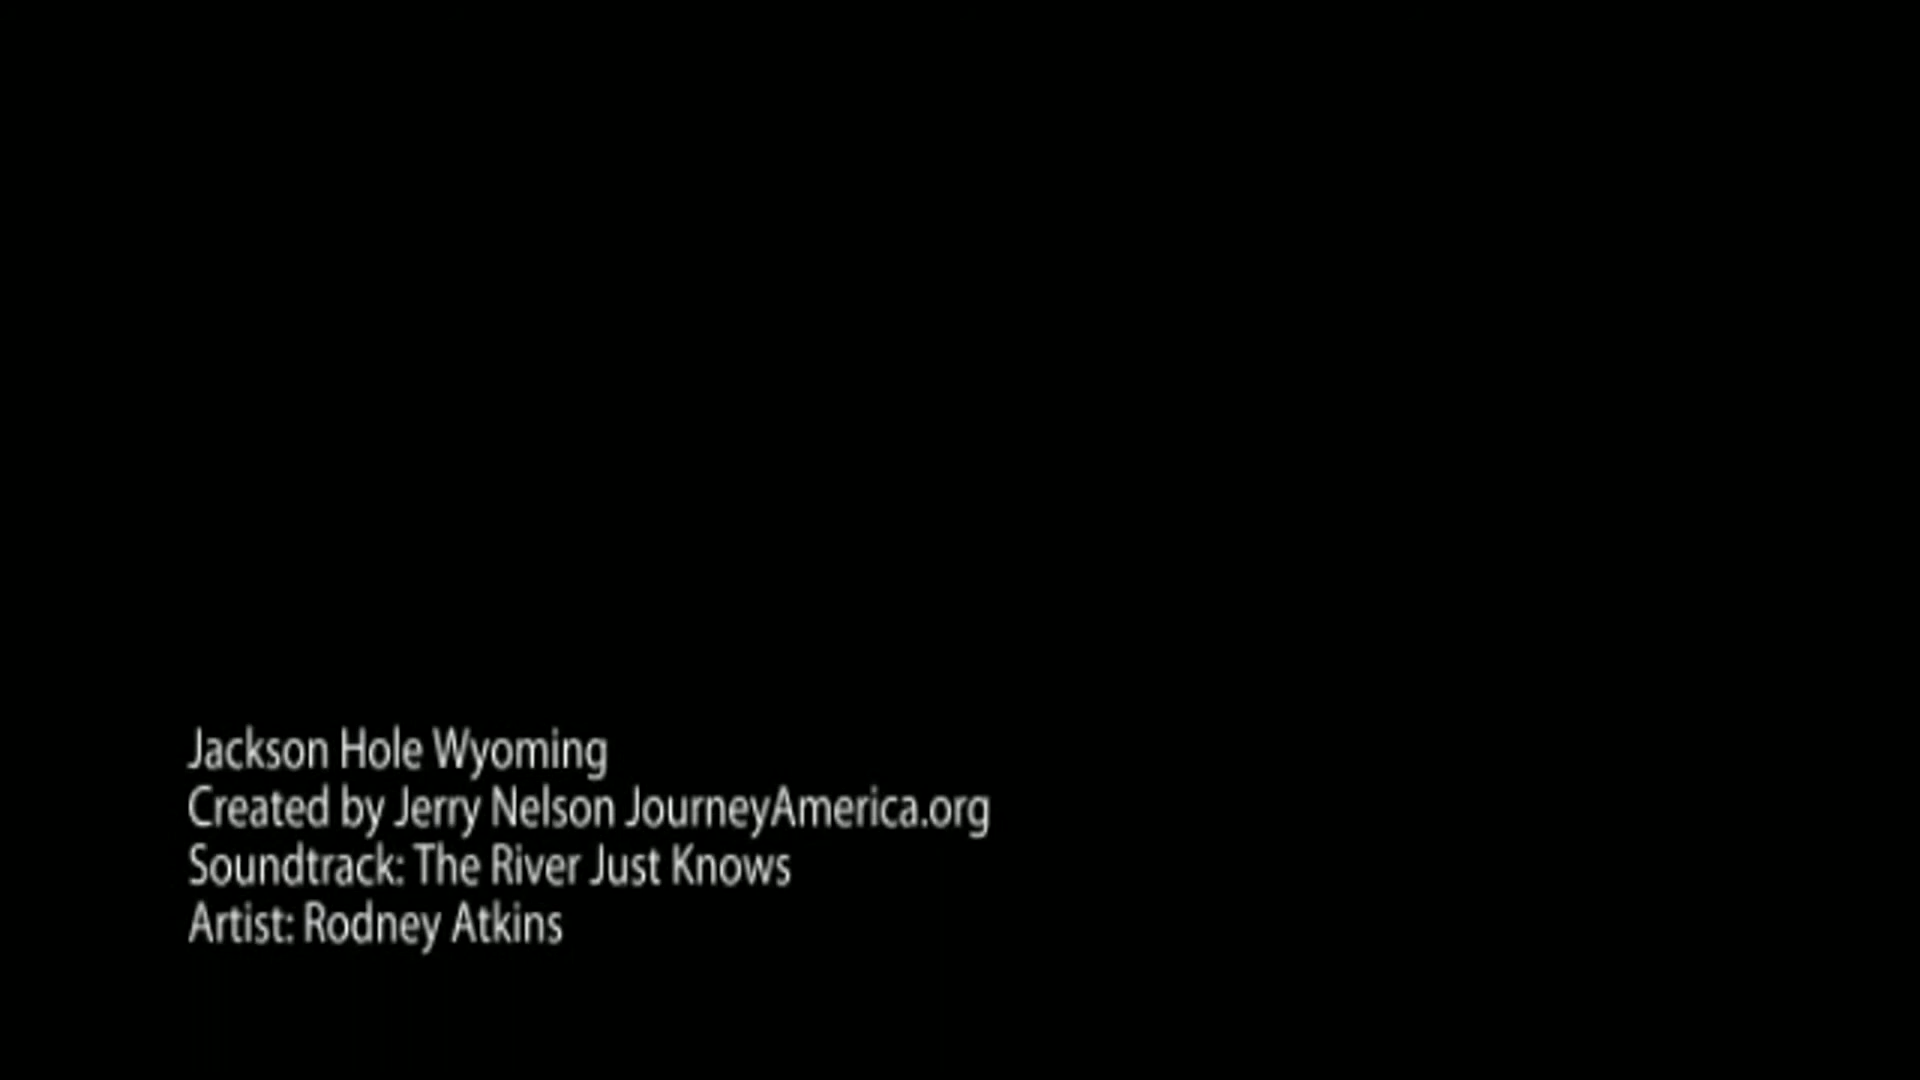 Jackson Hole Wyoming
Created by Jerry Nelson JourneyAmerica.org
Soundtrack: The River Just Knows
Artist: Rodney Atkins